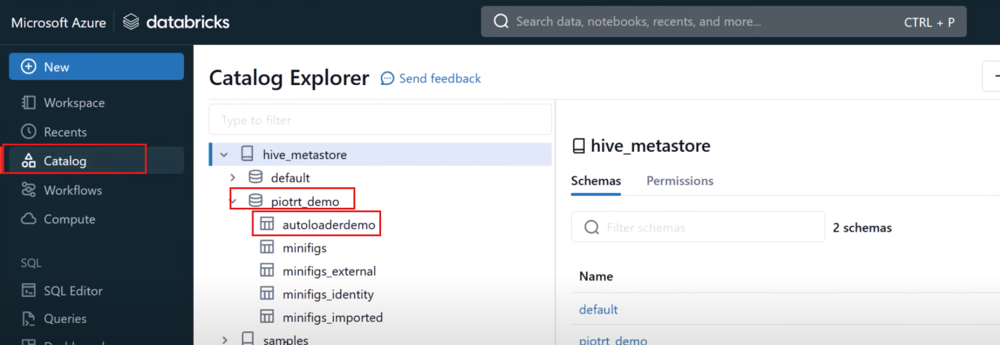 Microsoft Azure databricks
Search data, notebooks, recents, and more... CTRL + P
New
Workspace
Recents
Catalog
Workflows
Compute
SQL
SQL Editor
Queries
Catalog Explorer Send feedback
Type to filter
hive_metastore
default
piotrt_demo
autoloaderdemo
minifigs
minifigs_external
minifigs_identity
minifigs_imported
samples
hive_metastore
Schemas Permissions
Filter schemas 2 schemas
Name
default
piotrt_demo